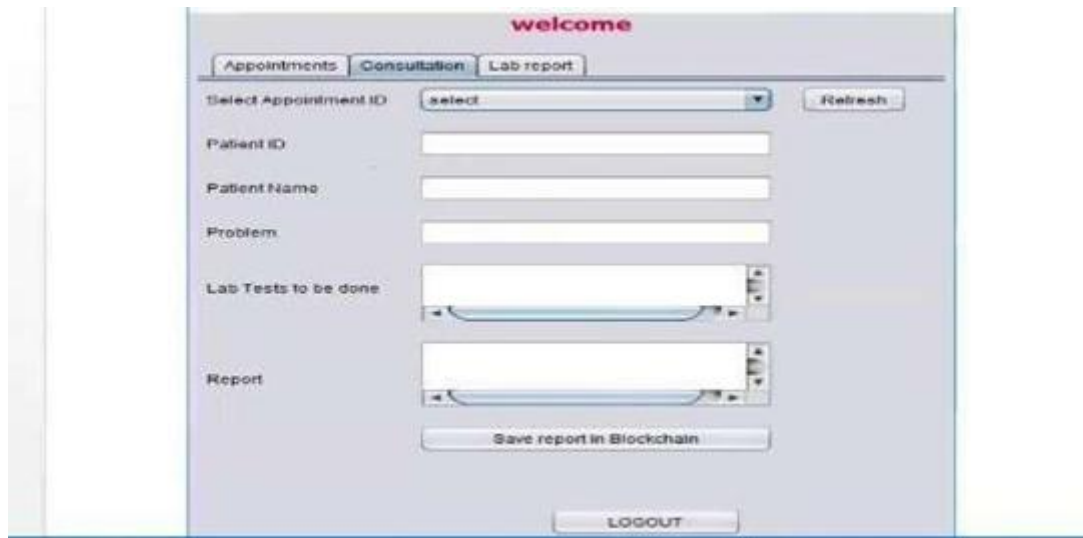 welcome
Appointments Consultation Lab report
Select Appointment ID select Refresh
Patient ID
Patient Name
Problem
Lab Tests to be done
Report
Save report in Blockchain
LOGOUT